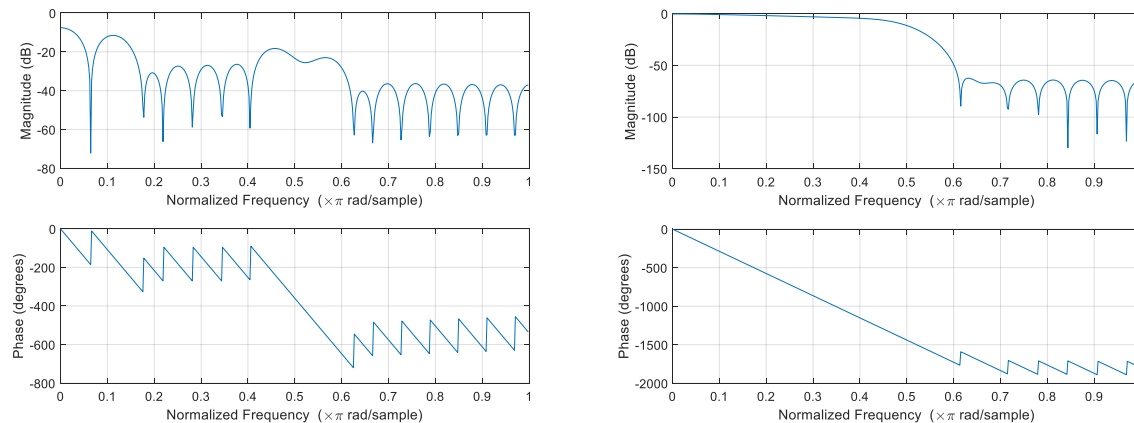 0
-20
-40
-60
-80
Magnitude (dB)
0 0.1 0.2 0.3 0.4 0.5 0.6 0.7 0.8 0.9 1
Normalized Frequency (×π rad/sample)
0
-50
-100
-150
Magnitude (dB)
0 0.1 0.2 0.3 0.4 0.5 0.6 0.7 0.8 0.9
Normalized Frequency (×π rad/sample)
0
-200
-400
-600
-800
Phase (degrees)
0 0.1 0.2 0.3 0.4 0.5 0.6 0.7 0.8 0.9 1
Normalized Frequency (×π rad/sample)
0
-500
-1000
-1500
-2000
Phase (degrees)
0 0.1 0.2 0.3 0.4 0.5 0.6 0.7 0.8 0.9
Normalized Frequency (×π rad/sample)